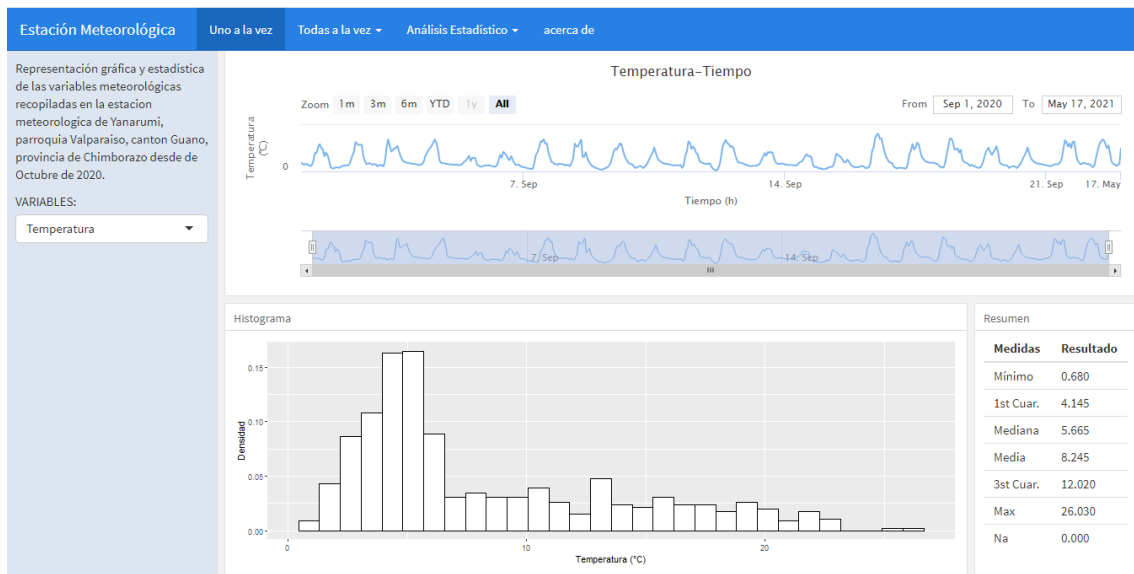 Estación Meteorológica Uno a la vez Todas a la vez Análisis Estadístico acerca de
Representación gráfica y estadística
de las variables meteorológicas
recopiladas en la estacion
meteorologica de Yanarumi,
parroquia Valparaiso, canton Guano,
provincia de Chimborazo desde de
Octubre de 2020.
VARIABLES:
Temperatura
Temperatura-Tiempo
Zoom 1m 3m 6m YTD 1y All From Sep 1, 2020 To May 17, 2021
Temperatura
(°C)
0
7. Sep 14. Sep 21. Sep 17. May
Tiempo (h)
7. Sep 14. Sep
Histograma
Densidad
0.15
0.10
0.05
0.00
0 10 20
Temperatura (°C)
Resumen
Medidas Resultado
Mínimo 0.680
1st Cuar. 4.145
Mediana 5.665
Media 8.245
3st Cuar. 12.020
Max 26.030
Na 0.000